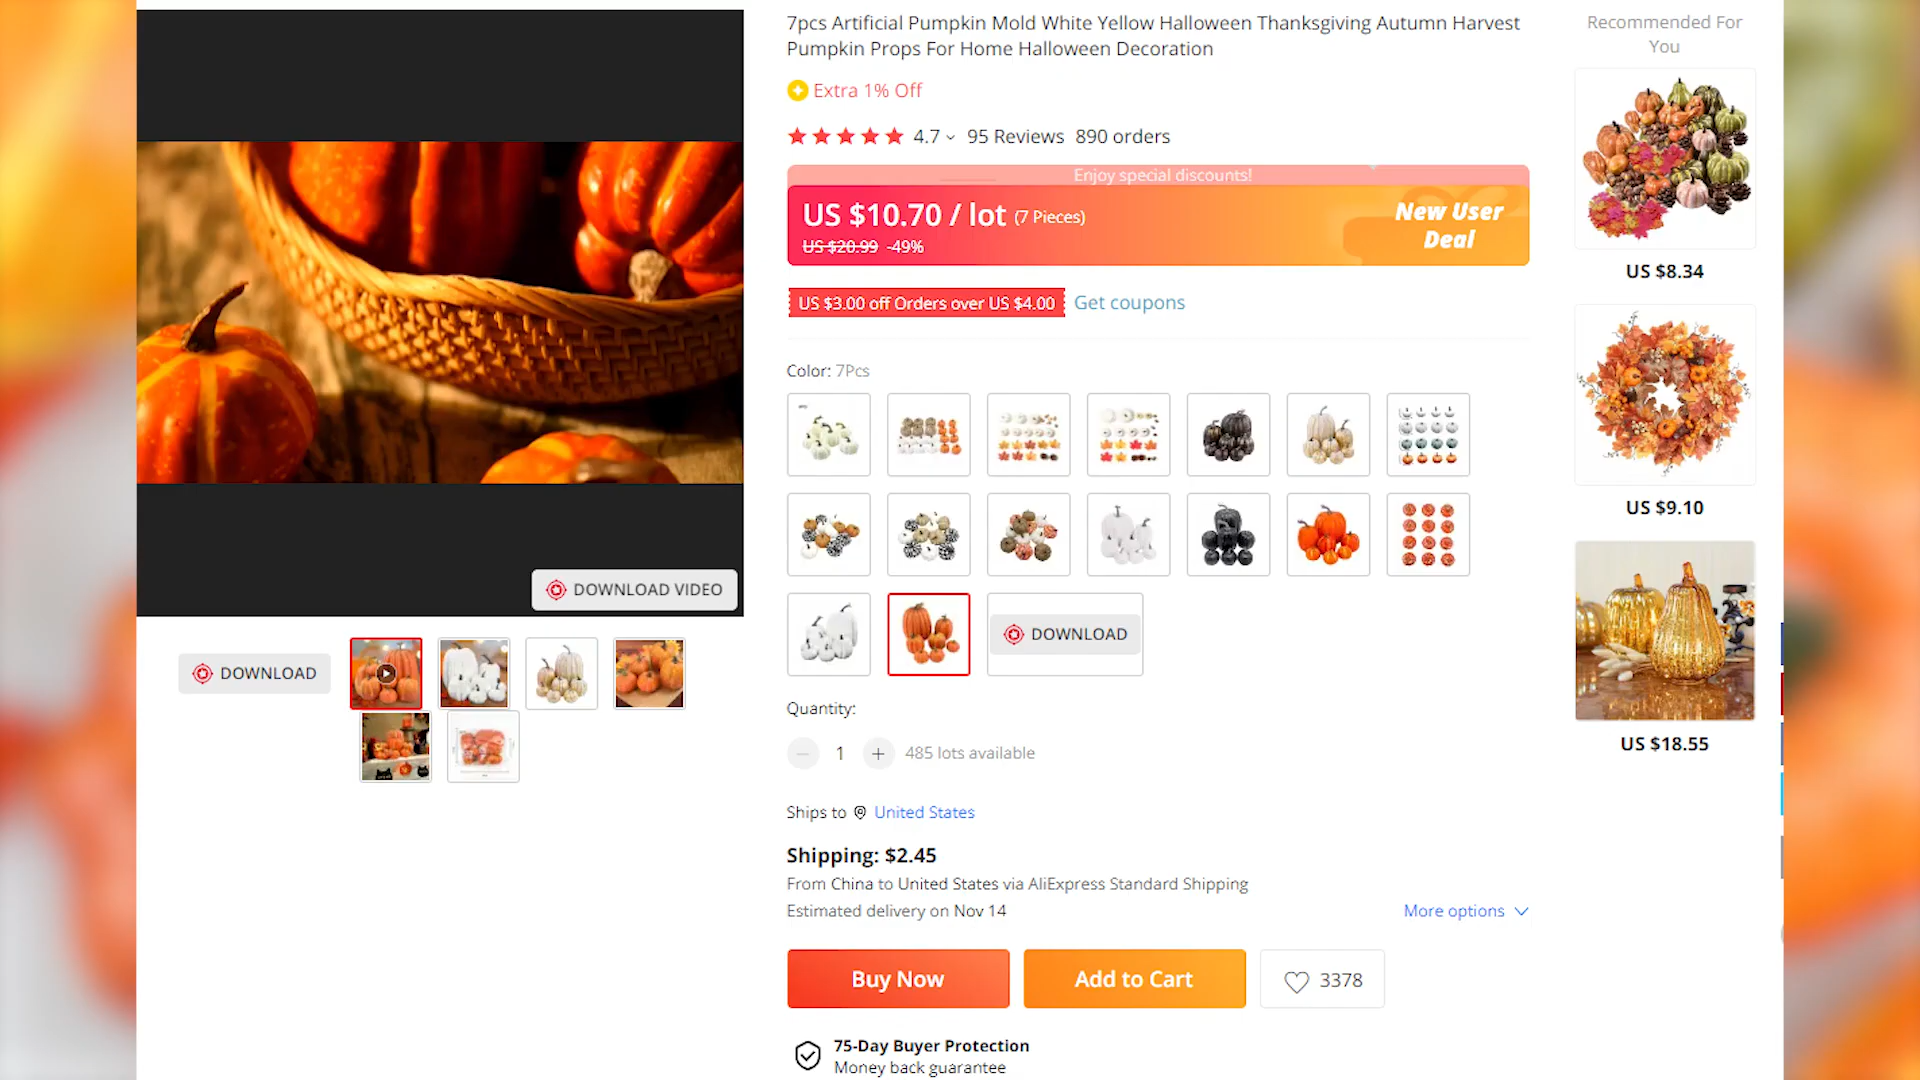 7pcs Artificial Pumpkin Mold White Yellow Halloween Thanksgiving Autumn Harvest
Pumpkin Props For Home Halloween Decoration
Extra 1% Off
4.7 95 Reviews 890 orders
Enjoy special discounts!
US $10.70 / lot (7 Pieces)
US $20.99 -49%
New User
Deal
US $3.00 off Orders over US $4.00 Get coupons
Color: 7Pcs
DOWNLOAD VIDEO
DOWNLOAD
DOWNLOAD
Quantity:
1 + 485 lots available
Ships to United States
Shipping: $2.45
From China to United States via AliExpress Standard Shipping
Estimated delivery on Nov 14
More options
Buy Now
Add to Cart
3378
75-Day Buyer Protection
Money back guarantee
Recommended For
You
US $8.34
US $9.10
US $18.55